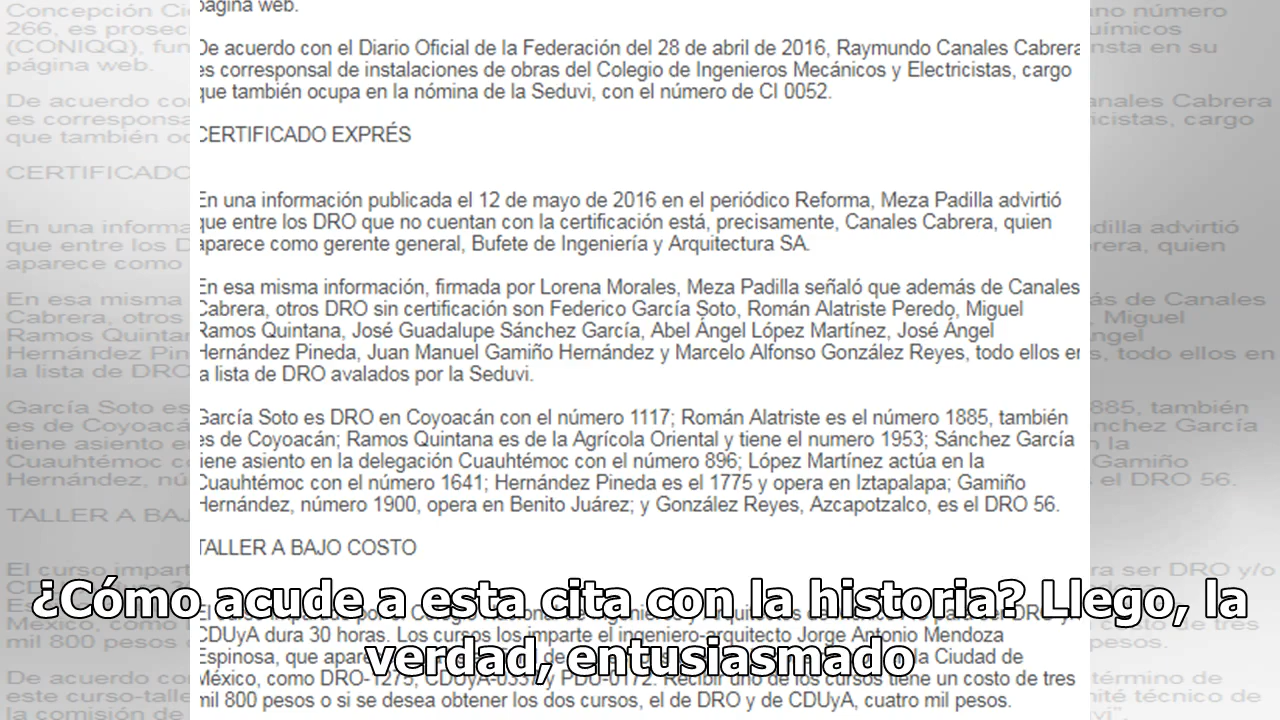 página web.
De acuerdo con el Diario Oficial de la Federación del 28 de abril de 2016, Raymundo Canales Cabrera
es corresponsal de instalaciones de obras del Colegio de Ingenieros Mecánicos y Electricistas, cargo
que también ocupa en la nómina de la Seduvi, con el número de CI 0052.
CERTIFICADO EXPRÉS
En una información publicada el 12 de mayo de 2016 en el periódico Reforma, Meza Padilla advirtió
que entre los DRO que no cuentan con la certificación está, precisamente, Canales Cabrera, quien
aparece como gerente general, Bufete de Ingeniería y Arquitectura SA.
En esa misma información, firmada por Lorena Morales, Meza Padilla señaló que además de Canales
Cabrera, otros DRO sin certificación son Federico García Soto, Román Alatriste Peredo, Miguel
Ramos Quintana, José Guadalupe Sánchez García, Abel Ángel López Martínez, José Ángel
Hernández Pineda, Juan Manuel Gamiño Hernández y Marcelo Alfonso González Reyes, todo ellos en
la lista de DRO avalados por la Seduvi.
García Soto es DRO en Coyoacán con el número 1117; Román Alatriste es el número 1885, también
es de Coyoacán; Ramos Quintana es de la Agrícola Oriental y tiene el numero 1953; Sánchez García
tiene asiento en la delegación Cuauhtémoc con el número 896; López Martínez actúa en la
Cuauhtémoc con el número 1641; Hernández Pineda es el 1775 y opera en Iztapalapa; Gamiño
Hernández, número 1900, opera en Benito Juárez; y González Reyes, Azcapotzalco, es el DRO 56.
TALLER A BAJO COSTO
¿Cómo acude a esta cita con la historia? Llego, la
verdad, entusiasmado
CDUyA dura 30 horas. Los cursos los imparte el ingeniero-arquitecto Jorge Antonio Mendoza
Espinosa, que la Ciudad de
México, como DRO-1275, Recibir uno de los cursos tiene un costo de tres
mil 800 pesos o si se desea obtener los dos cursos, el de DRO y de CDUyA, cuatro mil pesos.